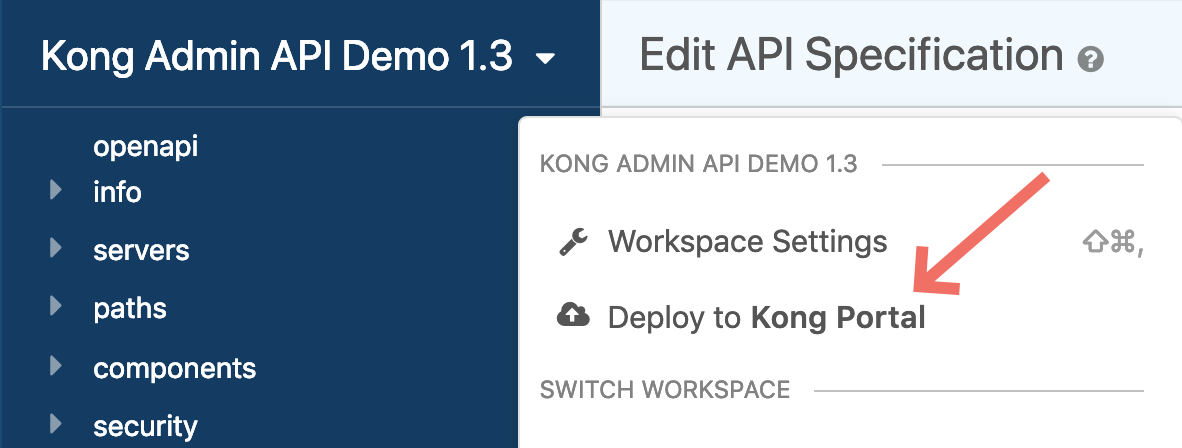 Kong Admin API Demo 1.3
Edit API Specification ?
openapi
info
servers
paths
components
security
KONG ADMIN API DEMO 1.3
Workspace Settings ⇧⌘,
Deploy to Kong Portal
SWITCH WORKSPACE